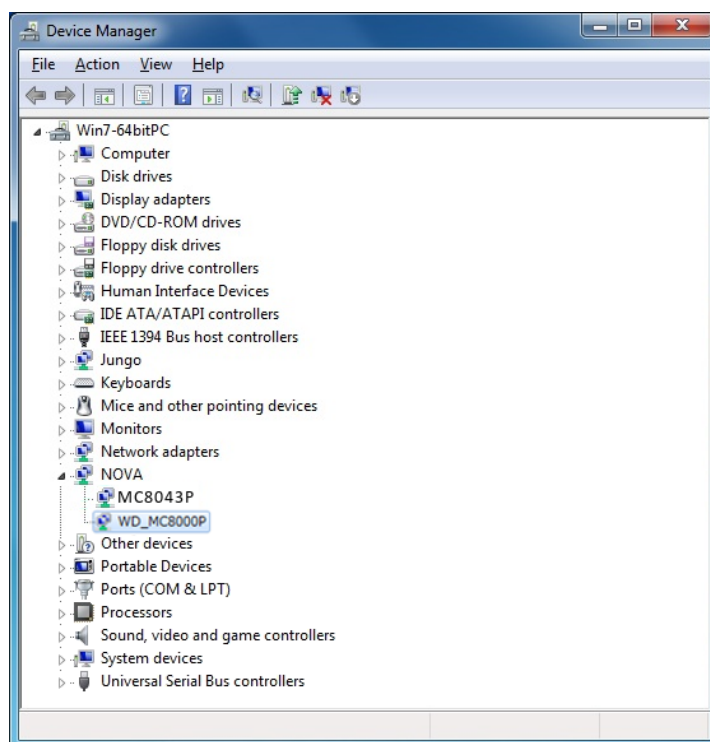 Device Manager
File Action View Help
Win7-64bitPC
Computer
Disk drives
Display adapters
DVD/CD-ROM drives
Floppy disk drives
Floppy drive controllers
Human Interface Devices
IDE ATA/ATAPI controllers
IEEE 1394 Bus host controllers
Jungo
Keyboards
Mice and other pointing devices
Monitors
Network adapters
NOVA
MC8043P
WD_MC8000P
Other devices
Portable Devices
Ports (COM & LPT)
Processors
Sound, video and game controllers
System devices
Universal Serial Bus controllers